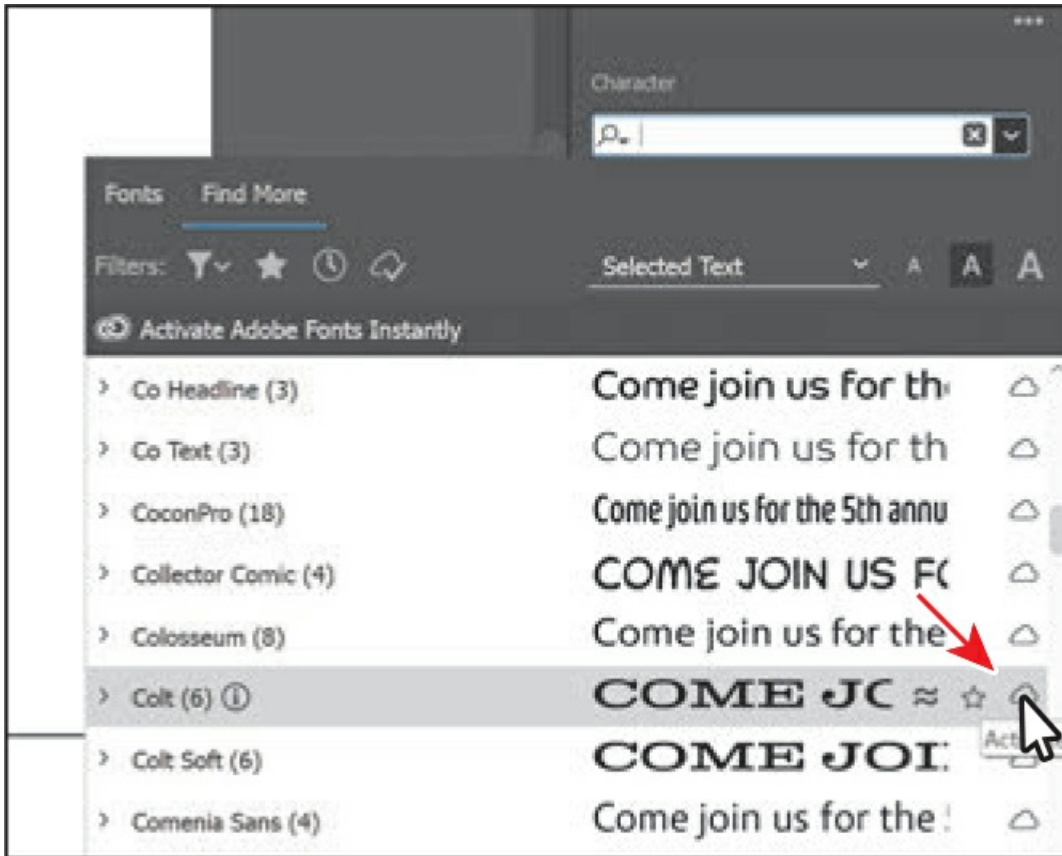 Character
Fonts Find More
Filters: Selected Text A A A
Activate Adobe Fonts Instantly
Co Headline (3) Come join us for the
Co Text (3) Come join us for th
CoconPro (18) Come join us for the 5th annu
Collector Comic (4) COME JOIN US FO
Colosseum (8) Come join us for the
Colt (6) COME JO
Colt Soft (6) COME JOI
Comenia Sans (4) Come join us for the